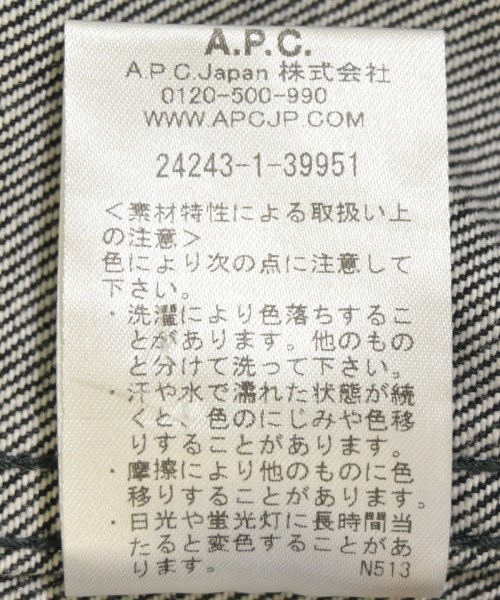 A.P.C.
A.P.C.Japan 株式会社
0120-500-990
WWW.APCJP.COM
24243-1-39951
＜素材特性による取扱い上
の注意＞
色により次の点に注意して
下さい。
・洗濯により色落ちするこ
とがあります。他のもの
と分けて洗って下さい。
・汗や水で濡れた状態が続
くと、色のにじみや色移
りすることがあります。
・摩擦により他のものに色
移りすることがあります。
・日光や蛍光灯に長時間当
たると変色することがあ
ります。 N513